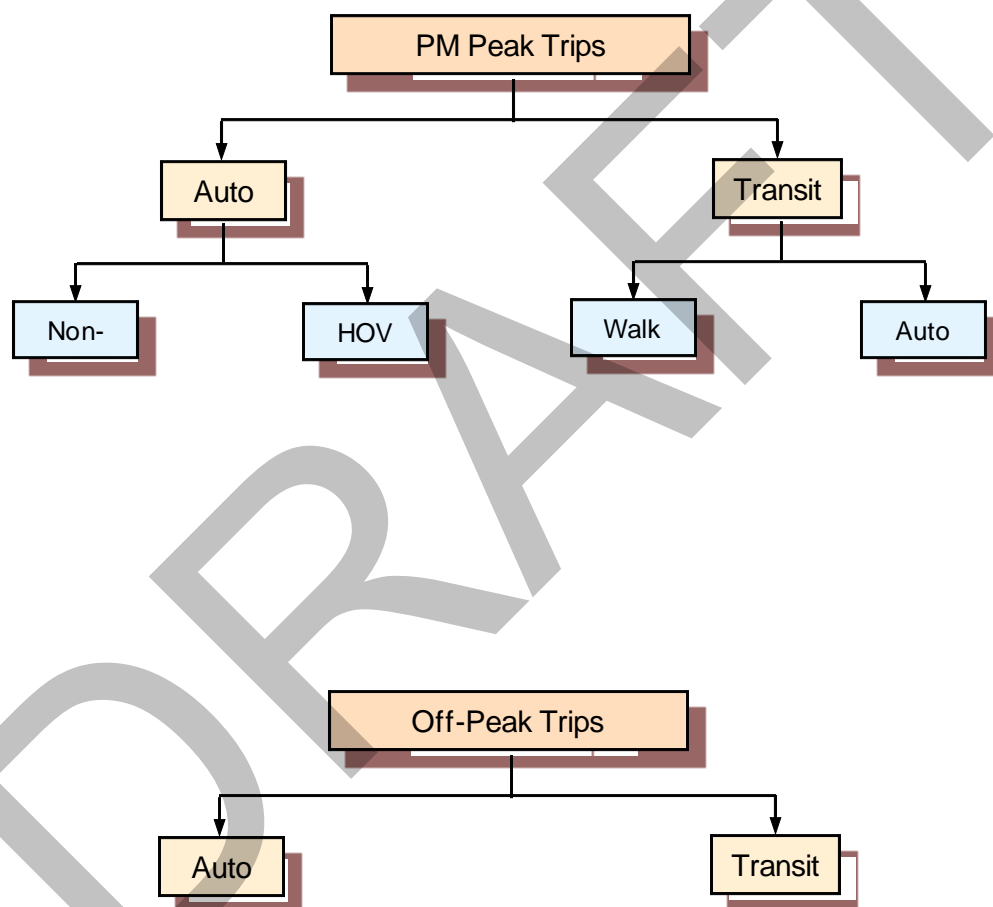 PM Peak Trips
Auto
Transit
Non-
HOV
Walk
Auto
DRAFT
Off-Peak Trips
Auto
Transit